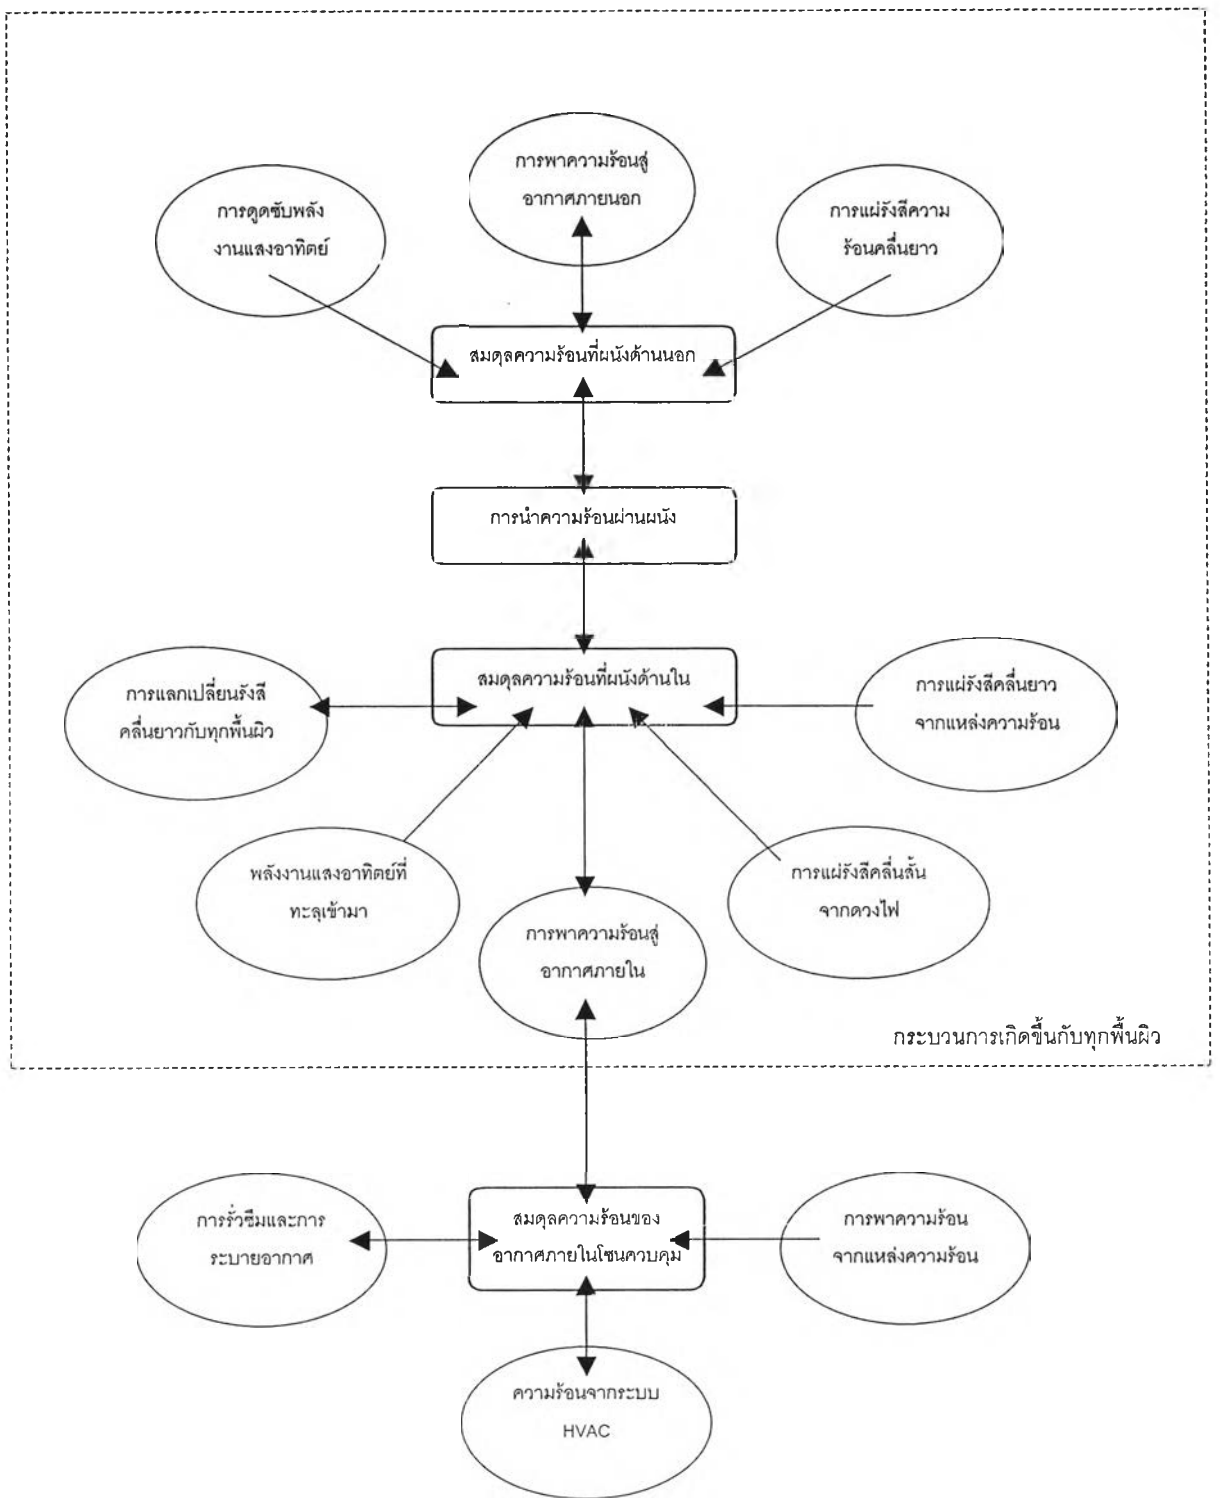 การพาความร้อนสู่
อากาศภายนอก
การดูดซับพลัง
งานแสงอาทิตย์
การแผ่รังสีความ
ร้อนคลื่นยาว
สมดุลความร้อนที่ผนังด้านนอก
การนำความร้อนผ่านผนัง
สมดุลความร้อนที่ผนังด้านใน
การแลกเปลี่ยนรังสี
คลื่นยาวกับทุกพื้นผิว
การแผ่รังสีคลื่นยาว
จากแหล่งความร้อน
พลังงานแสงอาทิตย์ที่
ทะลุเข้ามา
การแผ่รังสีคลื่นสั้น
จากดวงไฟ
การพาความร้อนสู่
อากาศภายใน
กระบวนการเกิดขึ้นกับทุกพื้นผิว
การรั่วซึมและการ
ระบายอากาศ
สมดุลความร้อนของ
อากาศภายในโซนควบคุม
การพาความร้อน
จากแหล่งความร้อน
ความร้อนจากระบบ
HVAC